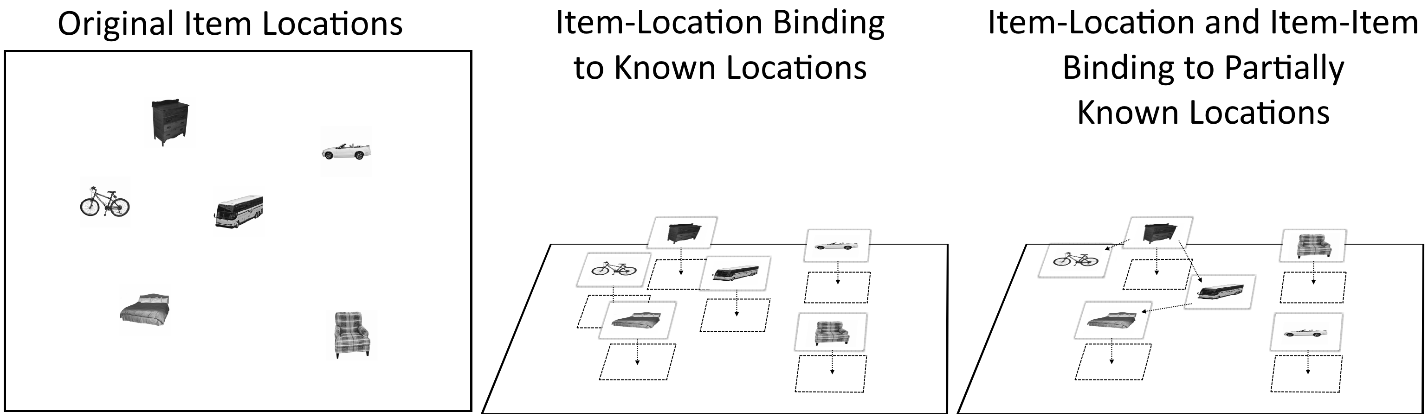 Original Item Locations
Item-Location Binding
to Known Locations
Item-Location and Item-Item
Binding to Partially
Known Locations